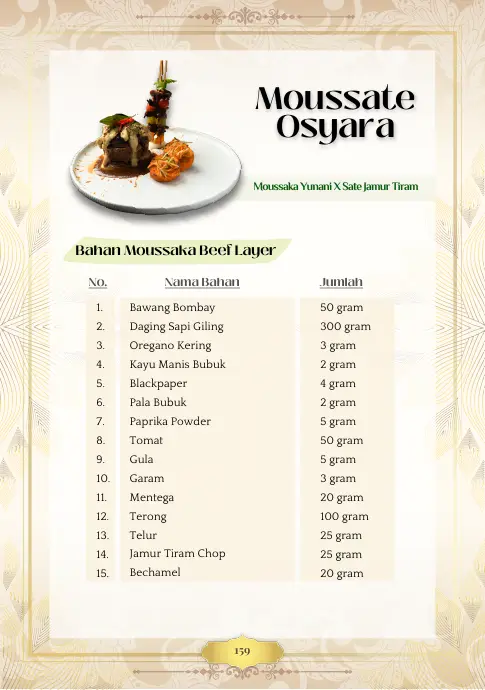 Moussate
Osyara
Moussaka Yunani X Sate Jamur Tiram
Bahan Moussaka Beef Layer
No. Nama Bahan Jumlah
1. Bawang Bombay 50 gram
2. Daging Sapi Giling 300 gram
3. Oregano Kering 3 gram
4. Kayu Manis Bubuk 2 gram
5. Blackpaper 4 gram
6. Pala Bubuk 2 gram
7. Paprika Powder 5 gram
8. Tomat 50 gram
9. Gula 5 gram
10. Garam 3 gram
11. Mentega 20 gram
12. Terong 100 gram
13. Telur 25 gram
14. Jamur Tiram Chop 25 gram
15. Bechamel 20 gram
159